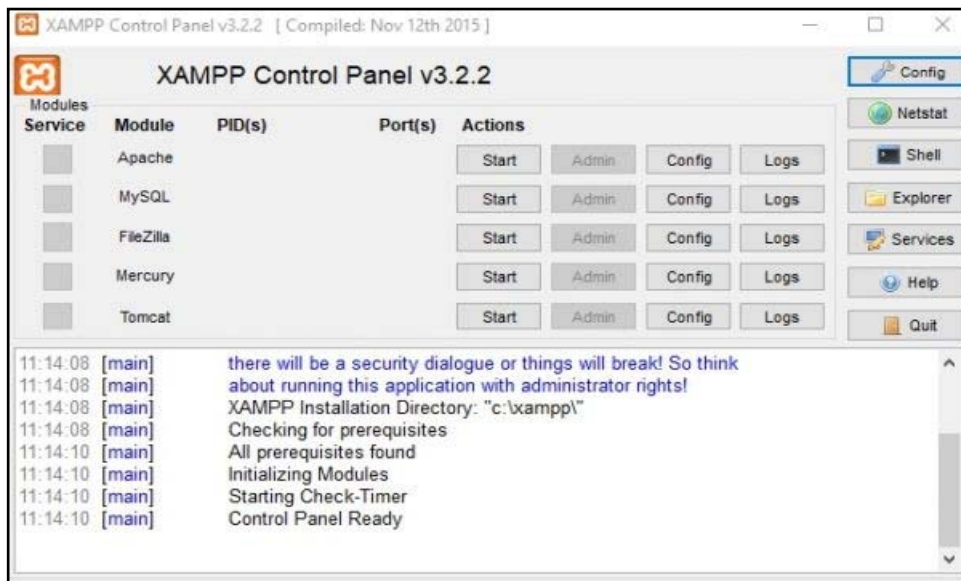 XAMPP Control Panel v3.2.2 [ Compiled: Nov 12th 2015 ]
XAMPP Control Panel v3.2.2
Config
Modules
Service Module PID(s) Port(s) Actions
Netstat
Apache Start Admin Config Logs
Shell
MySQL Start Admin Config Logs
Explorer
FileZilla Start Admin Config Logs
Services
Mercury Start Admin Config Logs
Help
Tomcat Start Admin Config Logs
Quit
11:14:08 [main] there will be a security dialogue or things will break! So think
11:14:08 [main] about running this application with administrator rights!
11:14:08 [main] XAMPP Installation Directory: "c:\xampp\"
11:14:08 [main] Checking for prerequisites
11:14:10 [main] All prerequisites found
11:14:10 [main] Initializing Modules
11:14:10 [main] Starting Check-Timer
11:14:10 [main] Control Panel Ready